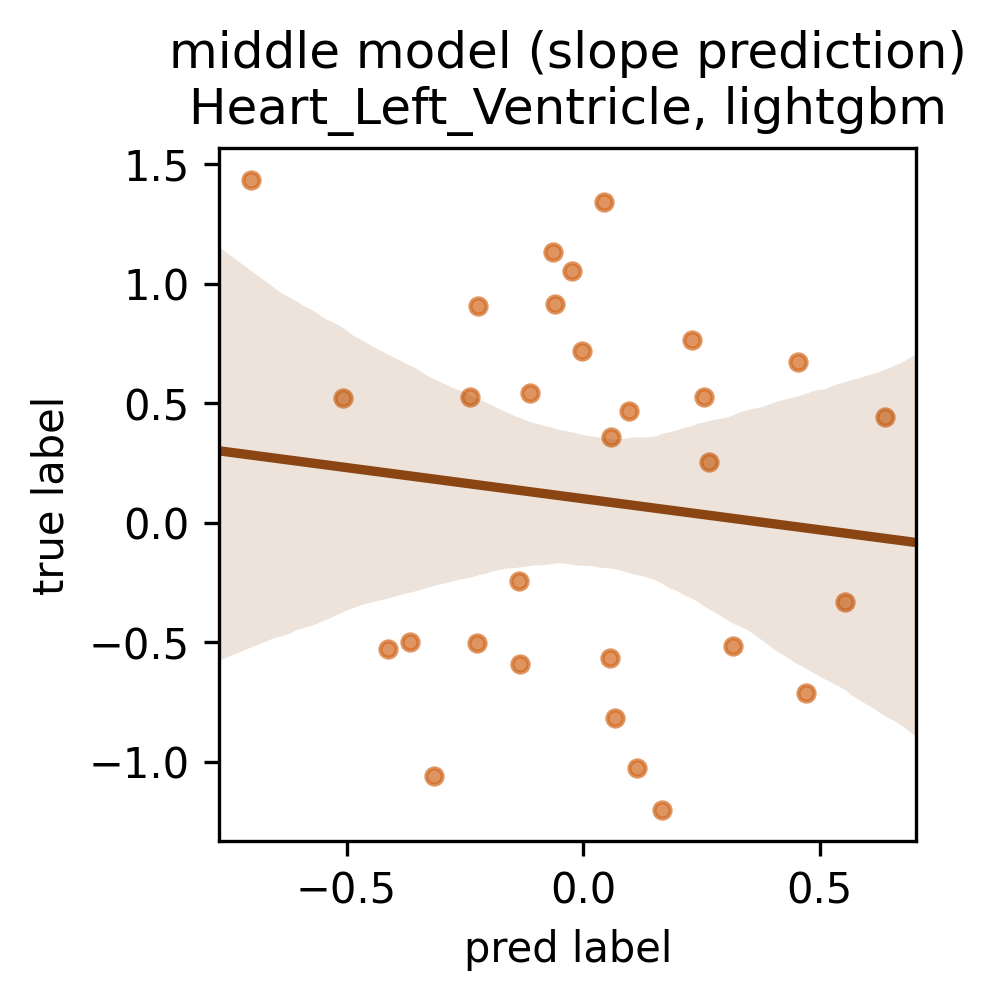 middle model (slope prediction)
Heart_Left_Ventricle, lightgbm
1.5
1.0
0.5
0.0
−0.5
−1.0
true label
−0.5 0.0 0.5
pred label